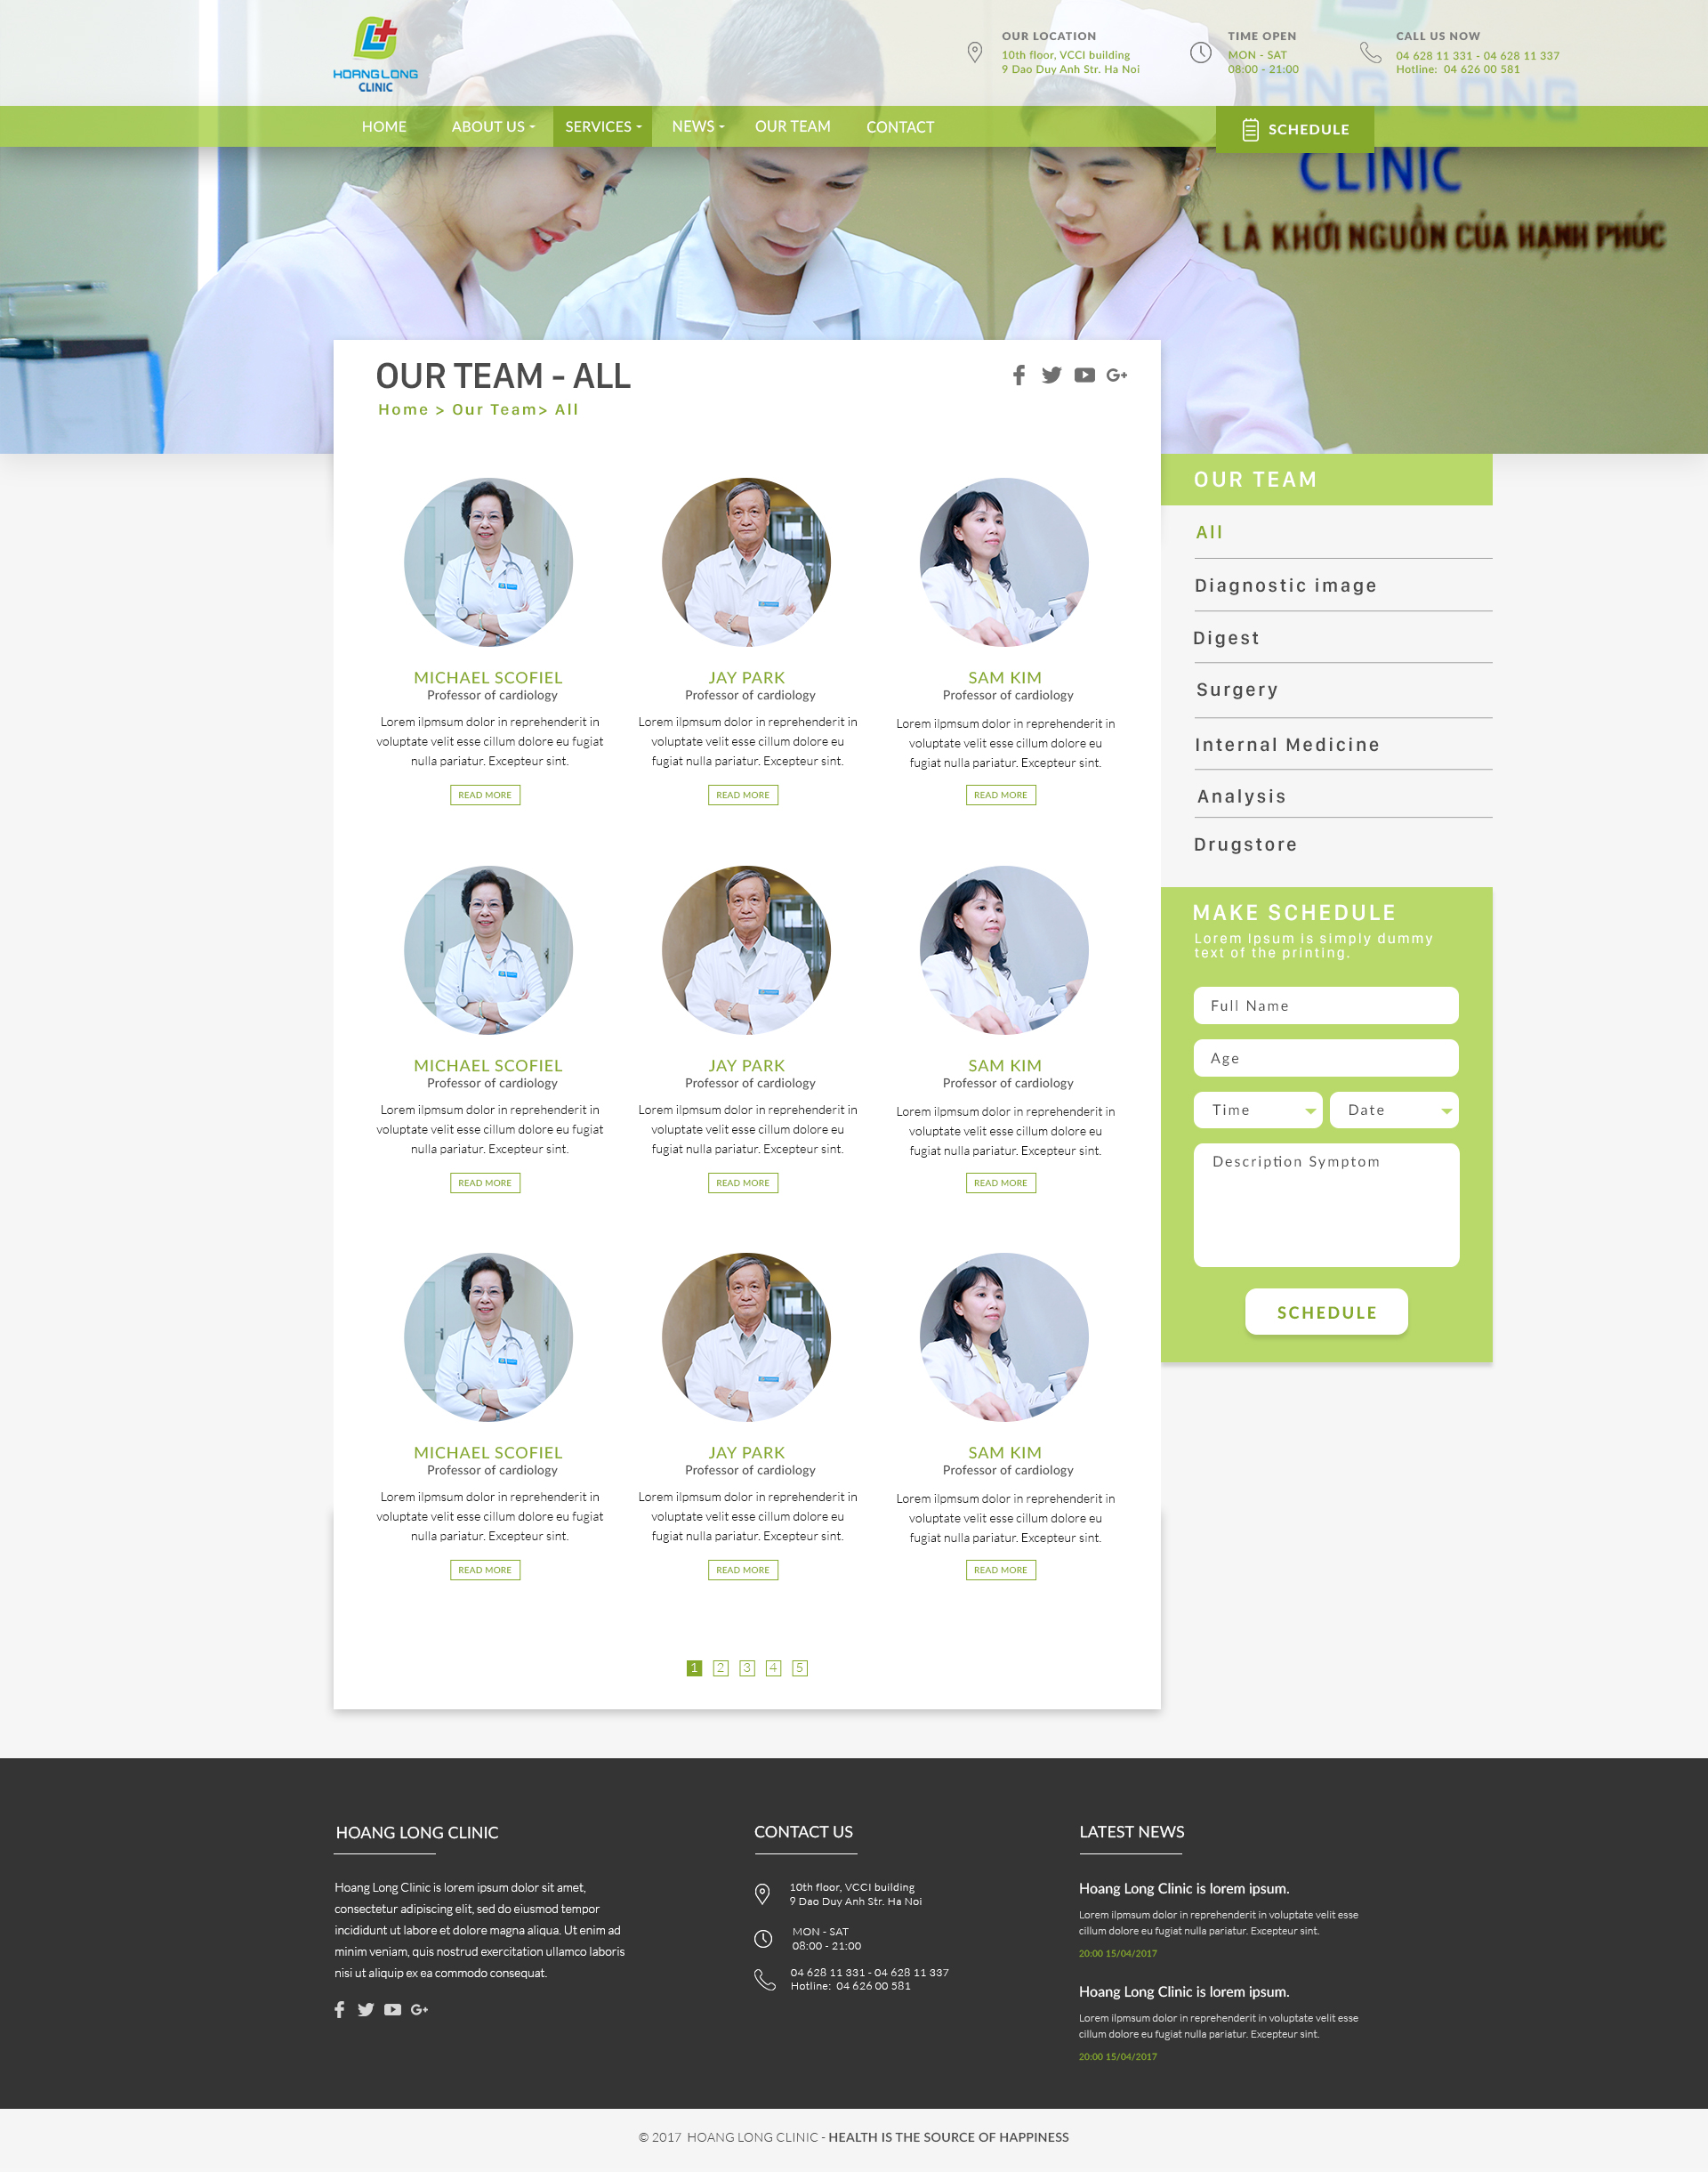 HOANG LONG
CLINIC
OUR LOCATION
10th floor, VCCI building
9 Dao Duy Anh Str. Ha Noi
TIME OPEN
MON - SAT
08:00 - 21:00
CALL US NOW
04 628 11 331 - 04 628 11 337
Hotline: 04 626 00 581
ANG LONG
HOME
ABOUT US
SERVICES
NEWS
OUR TEAM
CONTACT
SCHEDULE
CLINIC
E LÀ KHỞI NGUỒN CỦA HẠNH PHÚC
OUR TEAM - ALL
Home > Our Team> All
MICHAEL SCOFIEL
Professor of cardiology
Lorem ilpmsum dolor in reprehenderit in
voluptate velit esse cillum dolore eu fugiat
nulla pariatur. Excepteur sint.
READ MORE
JAY PARK
Professor of cardiology
Lorem ilpmsum dolor in reprehenderit in
voluptate velit esse cillum dolore eu
fugiat nulla pariatur. Excepteur sint.
READ MORE
SAM KIM
Professor of cardiology
Lorem ilpmsum dolor in reprehenderit in
voluptate velit esse cillum dolore eu
fugiat nulla pariatur. Excepteur sint.
READ MORE
MICHAEL SCOFIEL
Professor of cardiology
Lorem ilpmsum dolor in reprehenderit in
voluptate velit esse cillum dolore eu fugiat
nulla pariatur. Excepteur sint.
READ MORE
JAY PARK
Professor of cardiology
Lorem ilpmsum dolor in reprehenderit in
voluptate velit esse cillum dolore eu
fugiat nulla pariatur. Excepteur sint.
READ MORE
SAM KIM
Professor of cardiology
Lorem ilpmsum dolor in reprehenderit in
voluptate velit esse cillum dolore eu
fugiat nulla pariatur. Excepteur sint.
READ MORE
MICHAEL SCOFIEL
Professor of cardiology
Lorem ilpmsum dolor in reprehenderit in
voluptate velit esse cillum dolore eu fugiat
nulla pariatur. Excepteur sint.
READ MORE
JAY PARK
Professor of cardiology
Lorem ilpmsum dolor in reprehenderit in
voluptate velit esse cillum dolore eu
fugiat nulla pariatur. Excepteur sint.
READ MORE
SAM KIM
Professor of cardiology
Lorem ilpmsum dolor in reprehenderit in
voluptate velit esse cillum dolore eu
fugiat nulla pariatur. Excepteur sint.
READ MORE
1 2 3 4 5
OUR TEAM
All
Diagnostic image
Digest
Surgery
Internal Medicine
Analysis
Drugstore
MAKE SCHEDULE
Lorem Ipsum is simply dummy
text of the printing.
Full Name
Age
Time
Date
Description Symptom
SCHEDULE
HOANG LONG CLINIC
Hoang Long Clinic is lorem ipsum dolor sit amet,
consectetur adipiscing elit, sed do eiusmod tempor
incididunt ut labore et dolore magna aliqua. Ut enim ad
minim veniam, quis nostrud exercitation ullamco laboris
nisi ut aliquip ex ea commodo consequat.
CONTACT US
10th floor, VCCI building
9 Dao Duy Anh Str. Ha Noi
MON - SAT
08:00 - 21:00
04 628 11 331 - 04 628 11 337
Hotline: 04 626 00 581
LATEST NEWS
Hoang Long Clinic is lorem ipsum.
Lorem ilpmsum dolor in reprehenderit in voluptate velit esse
cillum dolore eu fugiat nulla pariatur. Excepteur sint.
20:00 15/04/2017
Hoang Long Clinic is lorem ipsum.
Lorem ilpmsum dolor in reprehenderit in voluptate velit esse
cillum dolore eu fugiat nulla pariatur. Excepteur sint.
20:00 15/04/2017
© 2017 HOANG LONG CLINIC - HEALTH IS THE SOURCE OF HAPPINESS